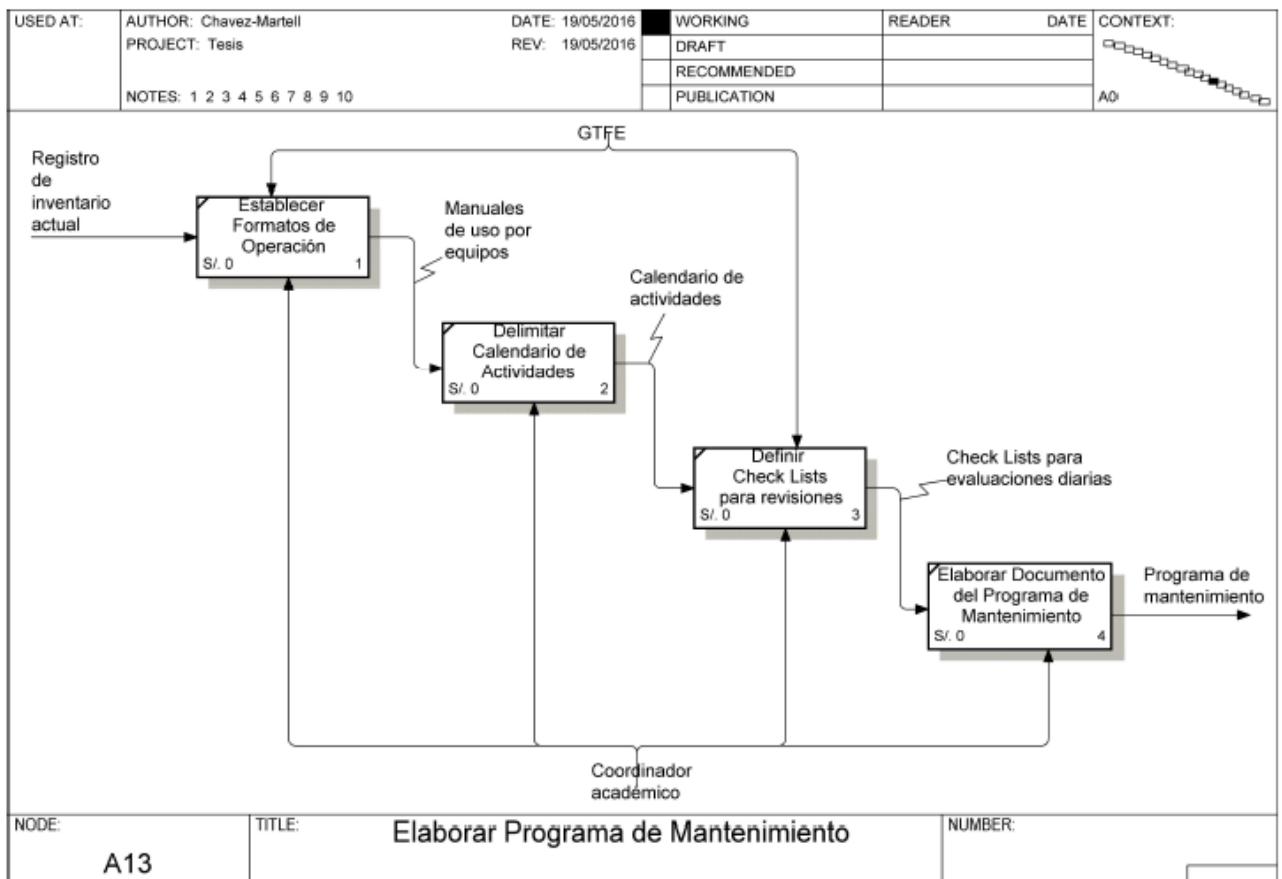 USED AT:
AUTHOR: Chavez-Martell
DATE: 19/05/2016
PROJECT: Tesis
REV: 19/05/2016
NOTES: 1 2 3 4 5 6 7 8 9 10
WORKING
DRAFT
RECOMMENDED
PUBLICATION
READER
DATE
CONTEXT:
A0
GTFE
Registro
de
inventario
actual
Establecer
Formatos de
Operación
S/. 0
1
Manuales
de uso por
equipos
Calendario de
actividades
Delimitar
Calendario de
Actividades
S/. 0
2
Definir
Check Lists
para revisiones
S/. 0
3
Check Lists para
evaluaciones diarias
Elaborar Documento
del Programa de
Mantenimiento
S/. 0
4
Programa de
mantenimiento
Coordinador
académico
NODE:
A13
TITLE:
Elaborar Programa de Mantenimiento
NUMBER: